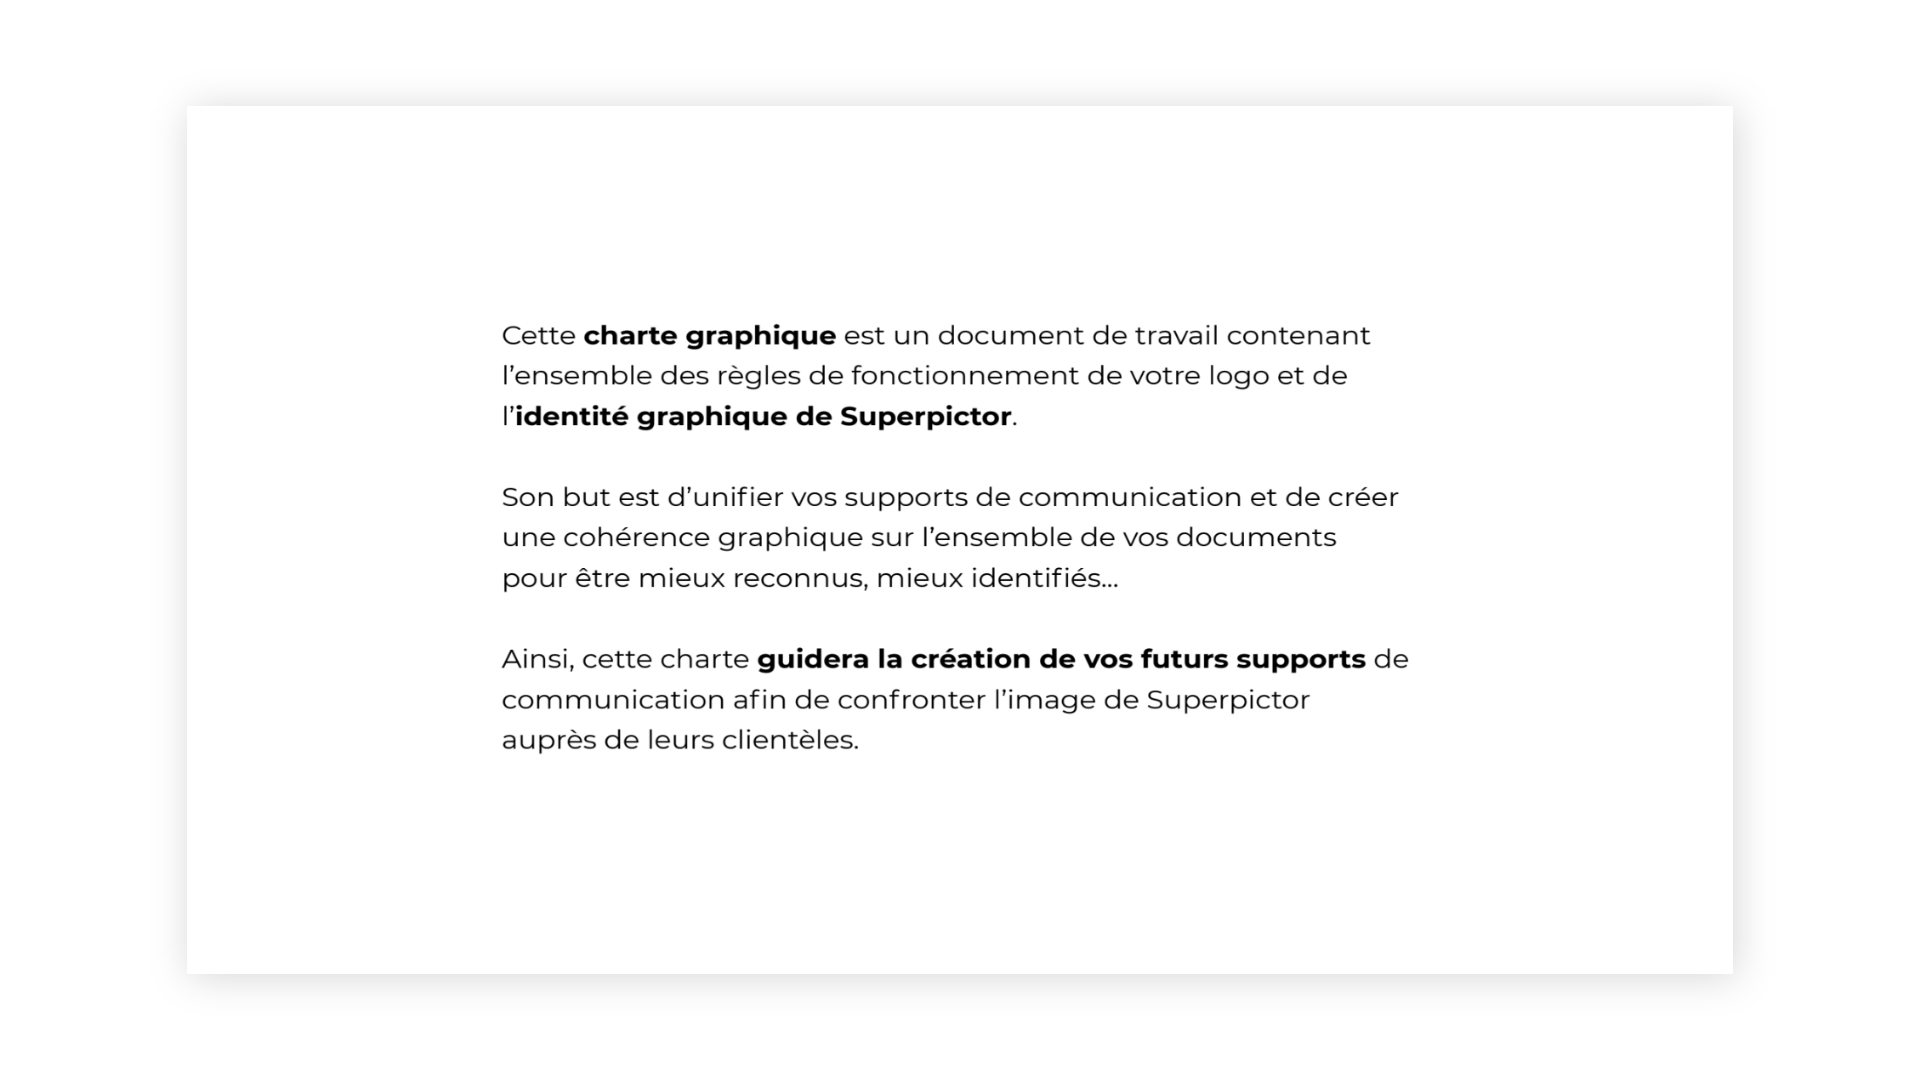 Cette charte graphique est un document de travail contenant
l’ensemble des règles de fonctionnement de votre logo et de
l’identité graphique de Superpictor.
Son but est d’unifier vos supports de communication et de créer
une cohérence graphique sur l’ensemble de vos documents
pour être mieux reconnus, mieux identifiés...
Ainsi, cette charte guidera la création de vos futurs supports de
communication afin de confronter l’image de Superpictor
auprès de leurs clientèles.